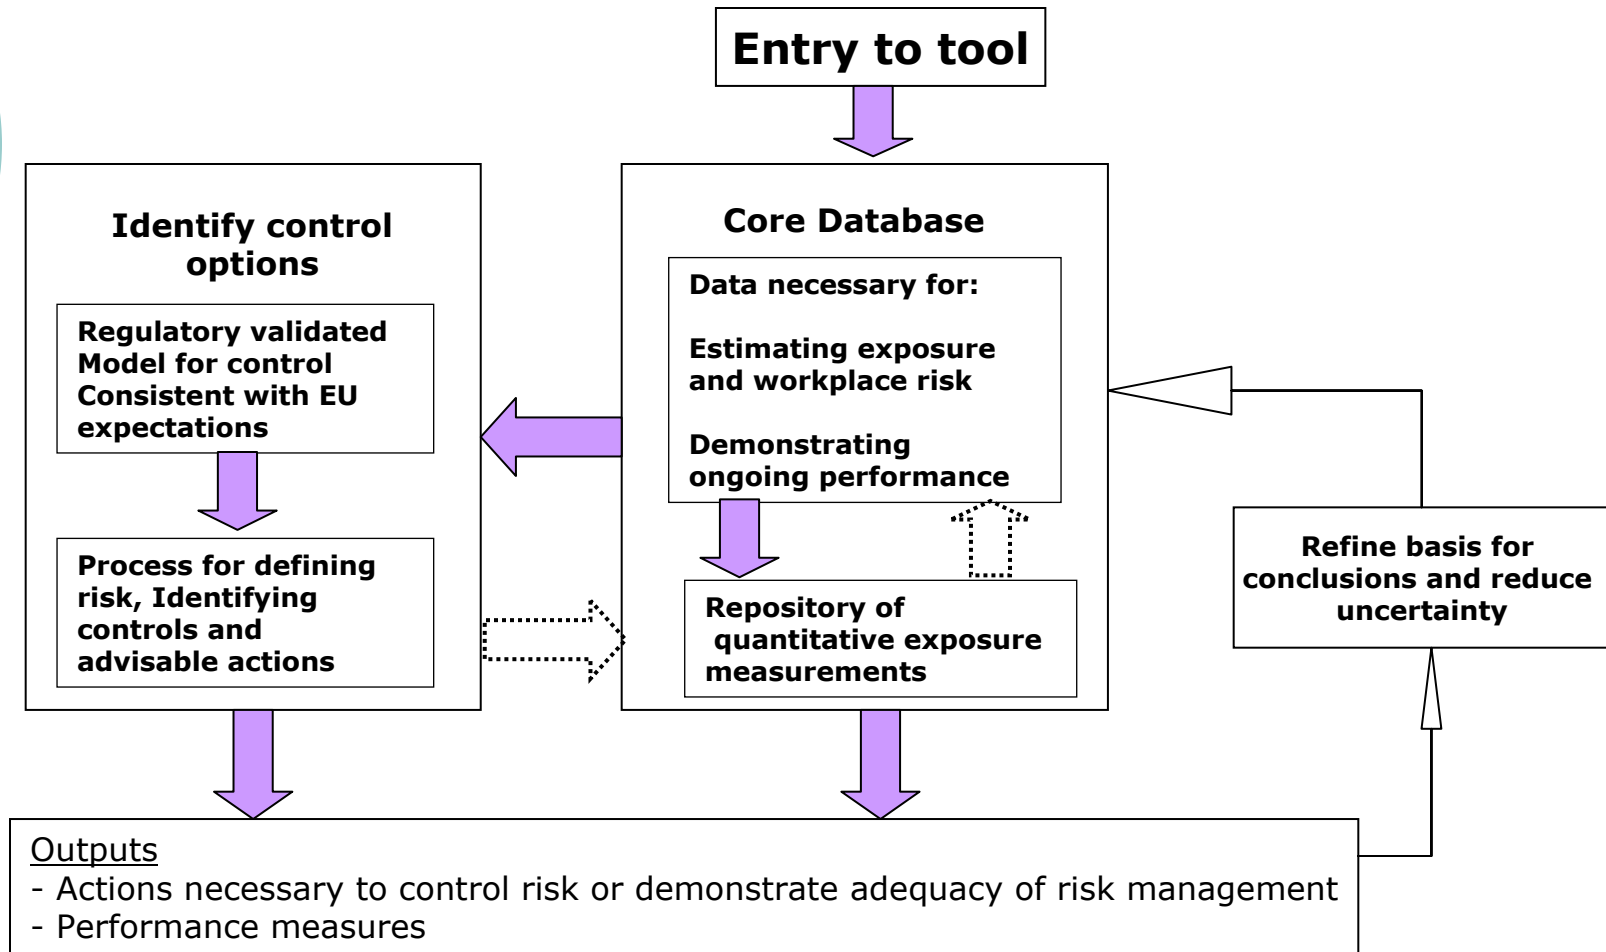 Entry to tool
Identify control
options
Regulatory validated
Model for control
Consistent with EU
expectations
Process for defining
risk, Identifying
controls and
advisable actions
Core Database
Data necessary for:
Estimating exposure
and workplace risk
Demonstrating
ongoing performance
Repository of
quantitative exposure
measurements
Refine basis for
conclusions and reduce
uncertainty
Outputs
- Actions necessary to control risk or demonstrate adequacy of risk management
- Performance measures